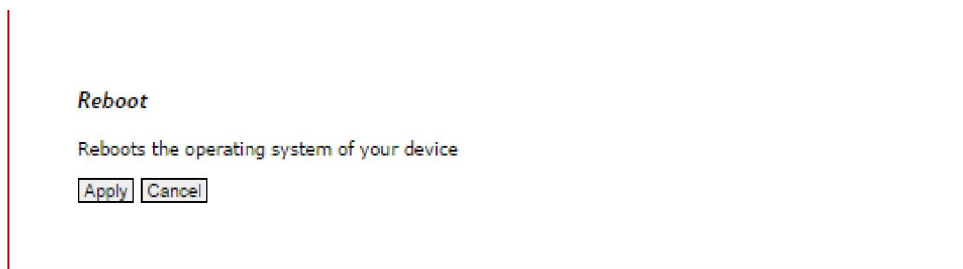 Reboot
Reboots the operating system of your device
Apply Cancel